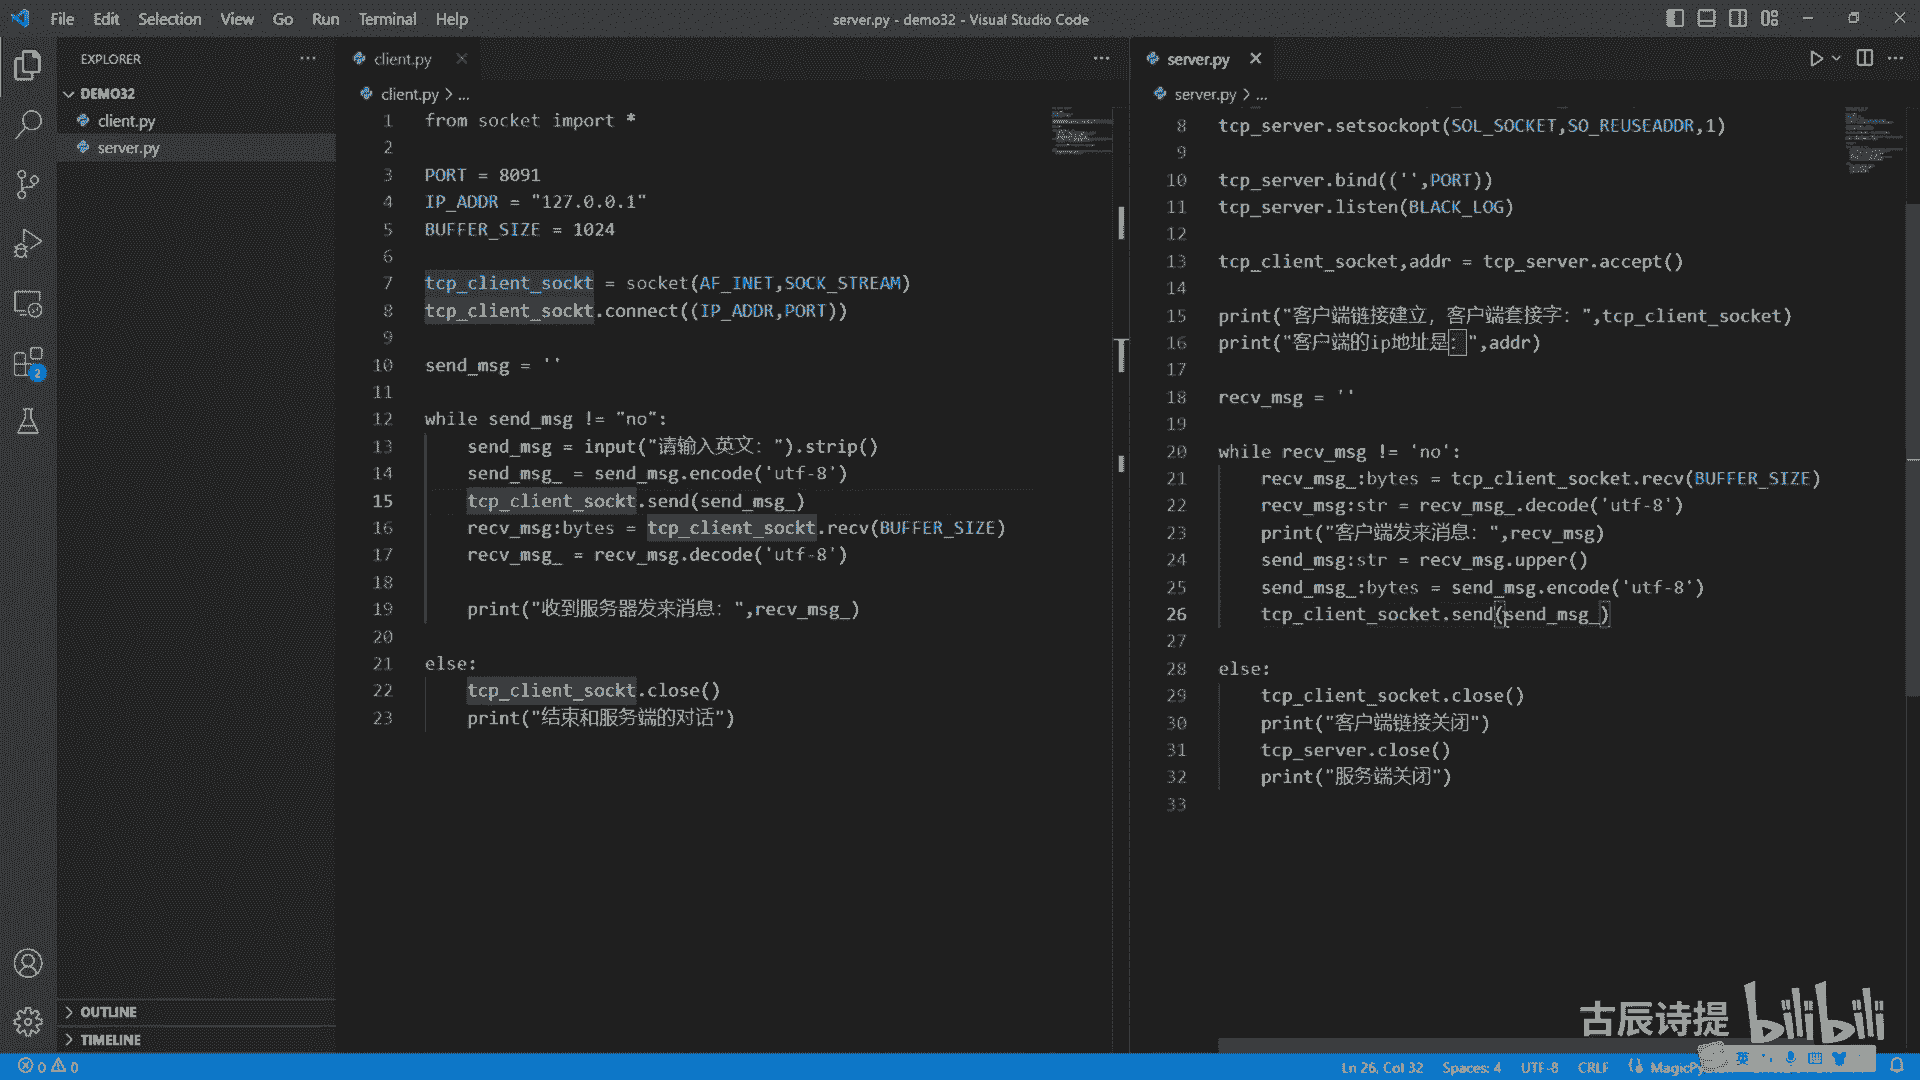 File Edit Selection View Go Run Terminal Help
server.py - demo32 - Visual Studio Code
EXPLORER
DEMO32
client.py
server.py
2
OUTLINE
TIMELINE
client.py
client.py > ...
1 from socket import *
2
3 PORT = 8091
4 IP_ADDR = "127.0.0.1"
5 BUFFER_SIZE = 1024
6
7 tcp_client_sockt = socket(AF_INET,SOCK_STREAM)
8 tcp_client_sockt.connect((IP_ADDR,PORT))
9
10 send_msg = ''
11
12 while send_msg != "no":
13 send_msg = input("请输入英文：").strip()
14 send_msg_ = send_msg.encode('utf-8')
15 tcp_client_sockt.send(send_msg_)
16 recv_msg:bytes = tcp_client_sockt.recv(BUFFER_SIZE)
17 recv_msg_ = recv_msg.decode('utf-8')
18
19 print("收到服务器发来消息：",recv_msg_)
20
21 else:
22 tcp_client_sockt.close()
23 print("结束和服务端的对话")
server.py
server.py > ...
8 tcp_server.setsockopt(SOL_SOCKET,SO_REUSEADDR,1)
9
10 tcp_server.bind(('',PORT))
11 tcp_server.listen(BLACK_LOG)
12
13 tcp_client_socket,addr = tcp_server.accept()
14
15 print("客户端链接建立，客户端套接字：",tcp_client_socket)
16 print("客户端的ip地址是：",addr)
17
18 recv_msg = ''
19
20 while recv_msg != 'no':
21 recv_msg_:bytes = tcp_client_socket.recv(BUFFER_SIZE)
22 recv_msg:str = recv_msg_.decode('utf-8')
23 print("客户端发来消息：",recv_msg)
24 send_msg:str = recv_msg.upper()
25 send_msg_:bytes = send_msg.encode('utf-8')
26 tcp_client_socket.send(send_msg_)
27
28 else:
29 tcp_client_socket.close()
30 print("客户端链接关闭")
31 tcp_server.close()
32 print("服务端关闭")
33
古辰诗提 bilibili
英
0 0
Ln 26, Col 32 Spaces: 4 UTF-8 CRLF